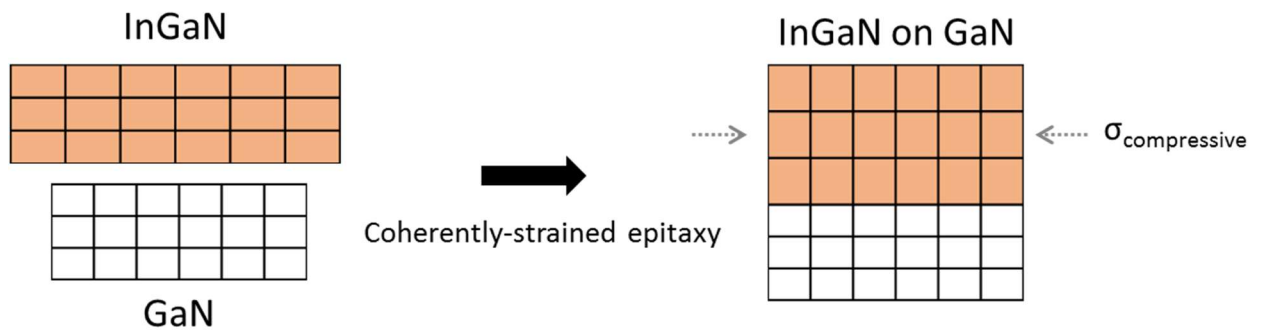 InGaN
GaN
Coherently-strained epitaxy
InGaN on GaN
σcompressive